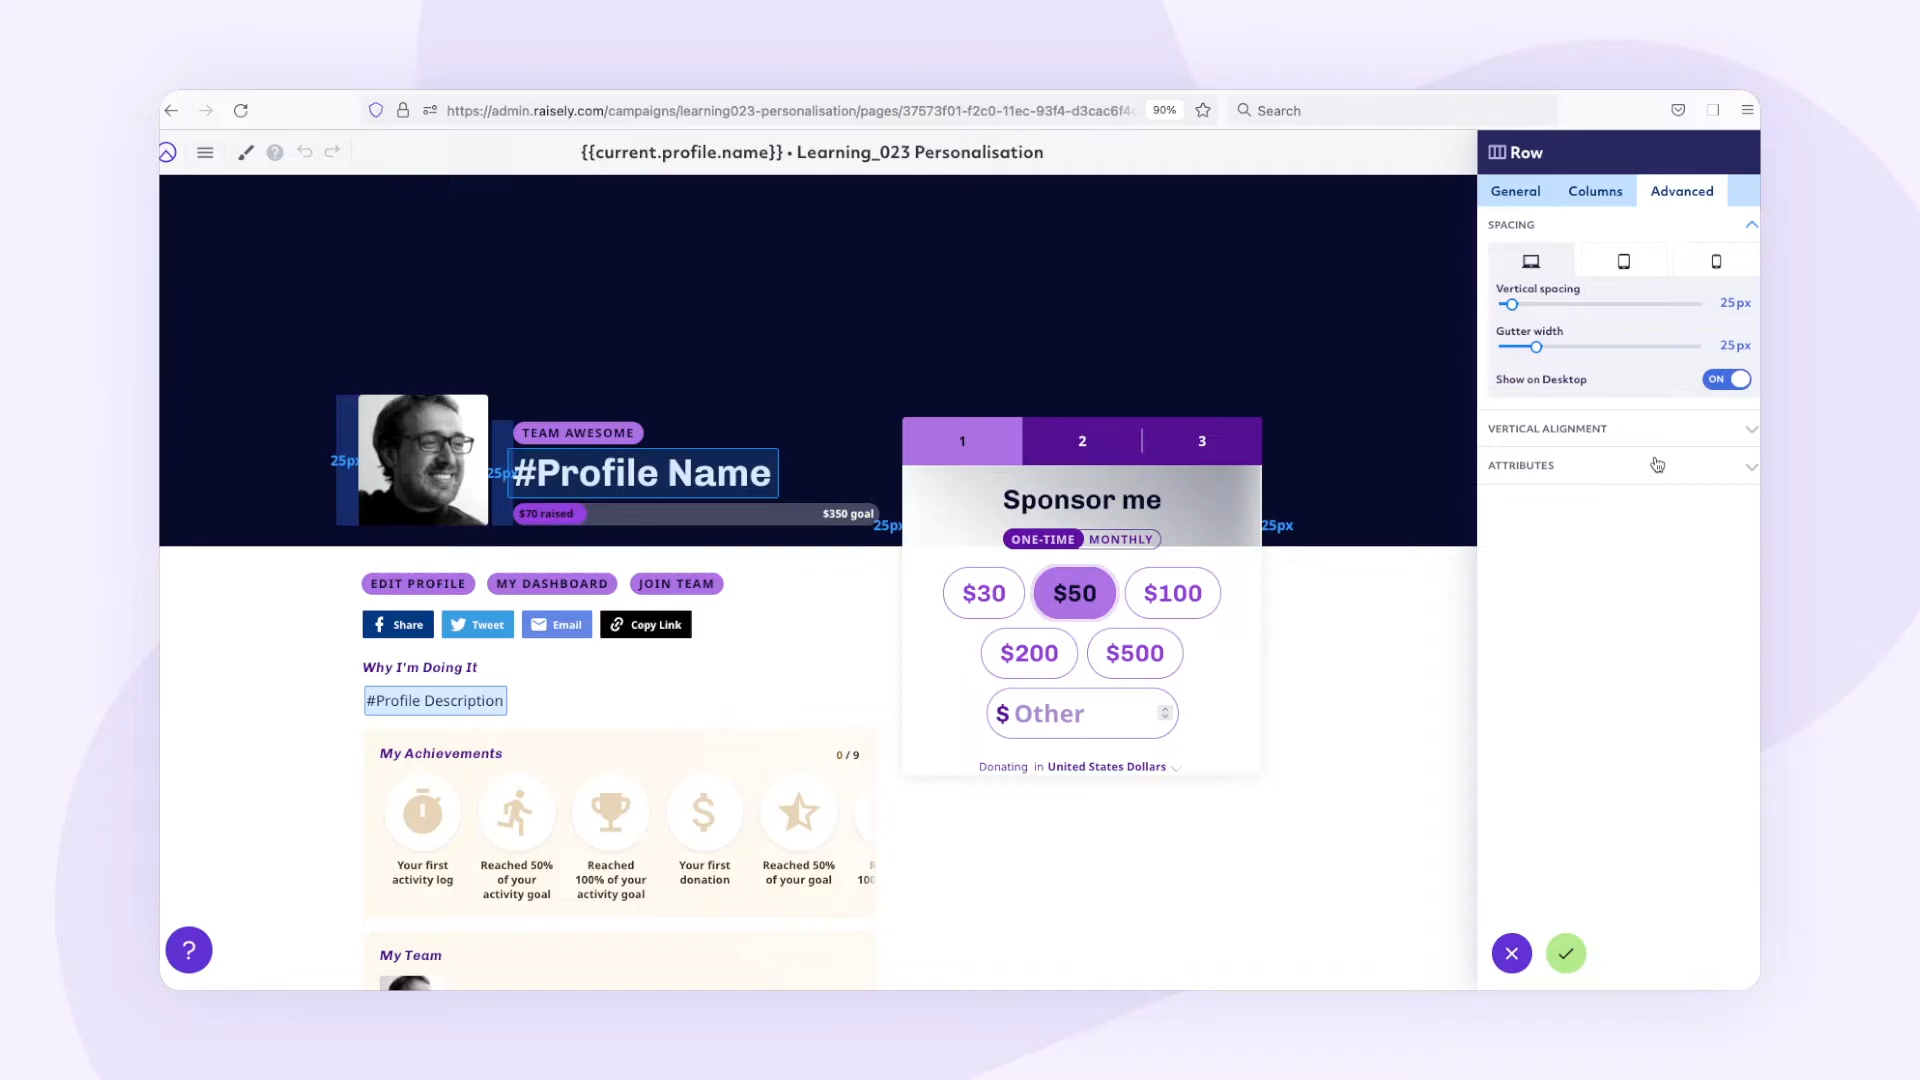 https://admin.raisely.com/campaigns/learning023-personalisation/pages/37573f01-f2c0-11ec-93f4-d3cac6f4
90%
Search
{{current.profile.name}} • Learning_023 Personalisation
Row
General
Columns
Advanced
SPACING
Vertical spacing
25 px
Gutter width
25 px
Show on Desktop
ON
VERTICAL ALIGNMENT
ATTRIBUTES
25px
25px
TEAM AWESOME
#Profile Name
$70 raised
$350 goal
25px
25px
1
2
3
Sponsor me
ONE-TIME
MONTHLY
$30
$50
$100
$200
$500
$ Other
Donating in United States Dollars
EDIT PROFILE
MY DASHBOARD
JOIN TEAM
Share
Tweet
Email
Copy Link
Why I'm Doing It
#Profile Description
My Achievements
0 / 9
Your first
activity log
Reached 50%
of your
activity goal
Reached
100% of your
activity goal
Your first
donation
Reached 50%
of your goal
100
My Team
?